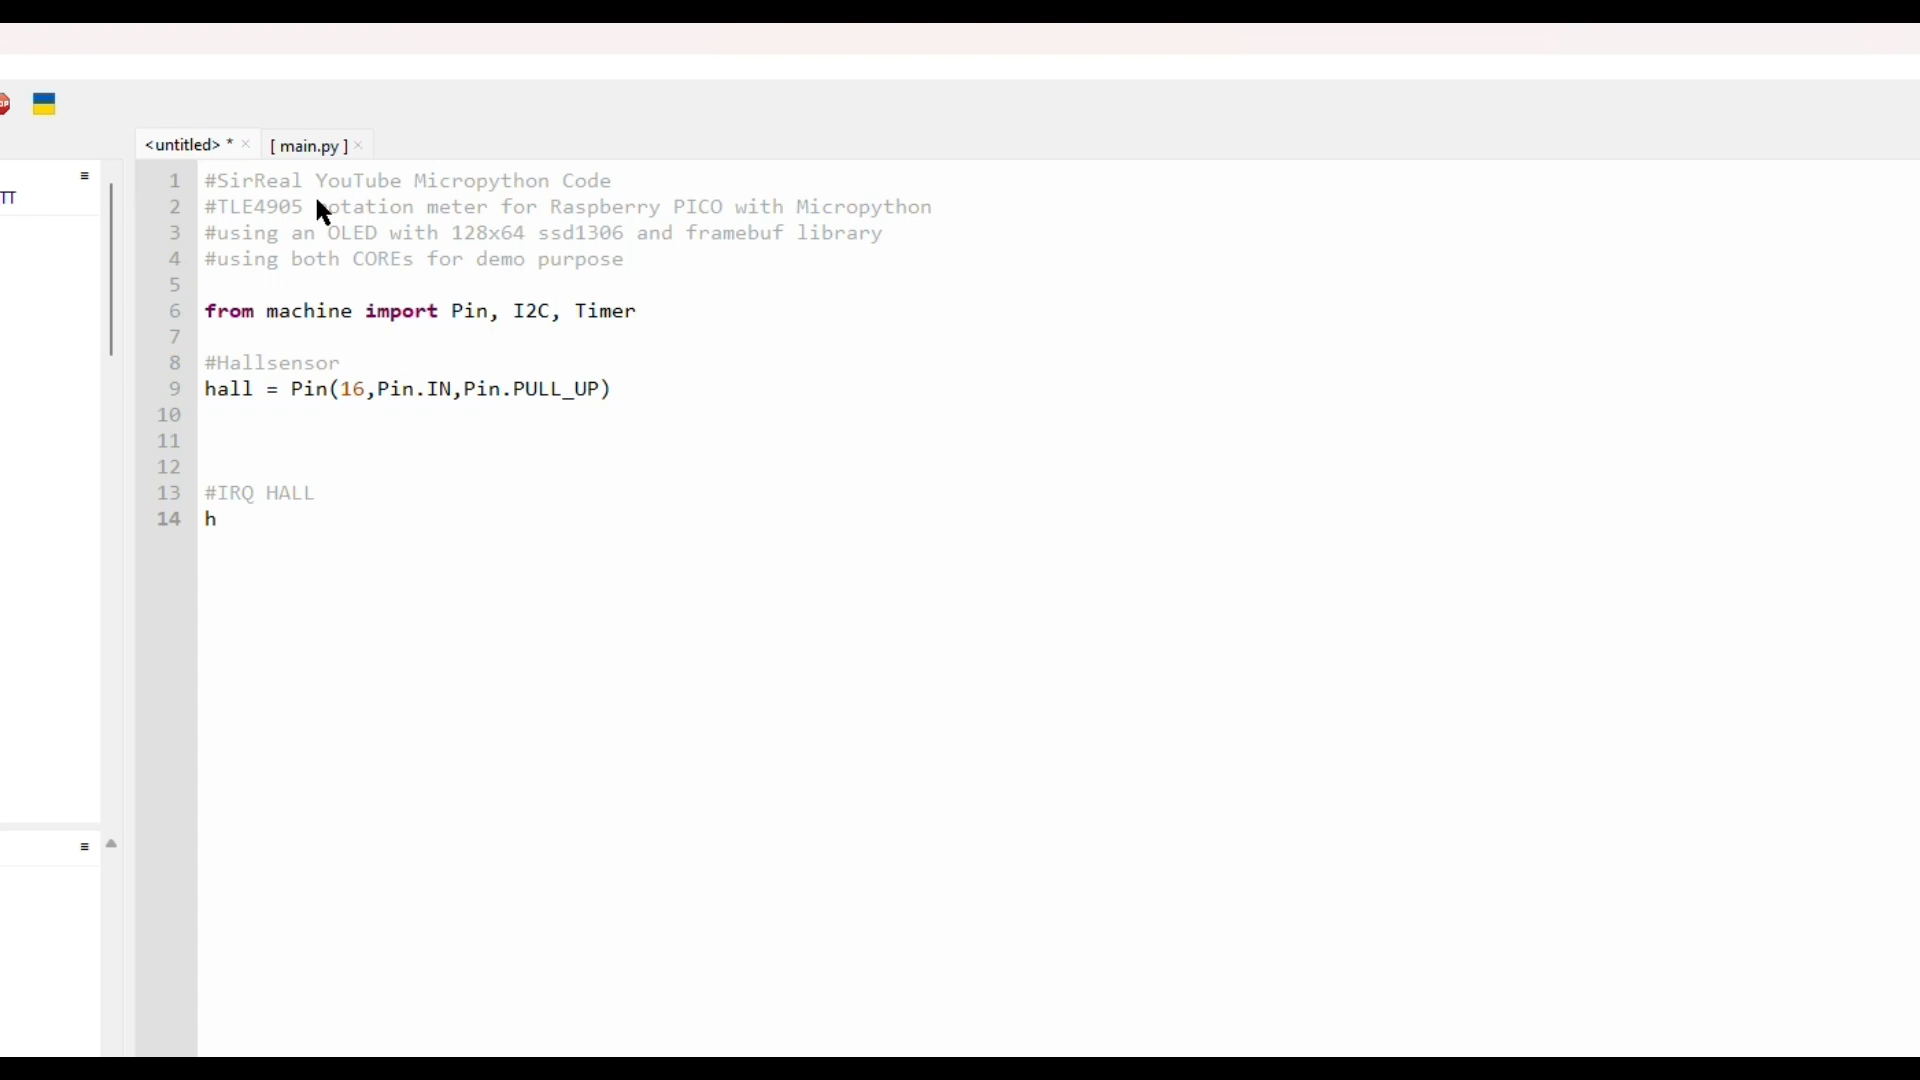 <untitled> * ×
[ main.py ] ×
TT
1 #SirReal YouTube Micropython Code
2 #TLE4905 otation meter for Raspberry PICO with Micropython
3 #using an OLED with 128x64 ssd1306 and framebuf library
4 #using both COREs for demo purpose
5
6 from machine import Pin, I2C, Timer
7
8 #Hallsensor
9 hall = Pin(16,Pin.IN,Pin.PULL_UP)
10
11
12
13 #IRQ HALL
14 h